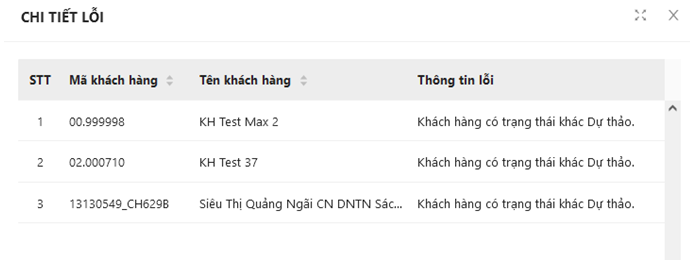 CHI TIẾT LỖI
STT Mã khách hàng Tên khách hàng Thông tin lỗi
1 00.999998 KH Test Max 2 Khách hàng có trạng thái khác Dự thảo.
2 02.000710 KH Test 37 Khách hàng có trạng thái khác Dự thảo.
3 13130549_CH629B Siêu Thị Quảng Ngãi CN DNTN Sác... Khách hàng có trạng thái khác Dự thảo.